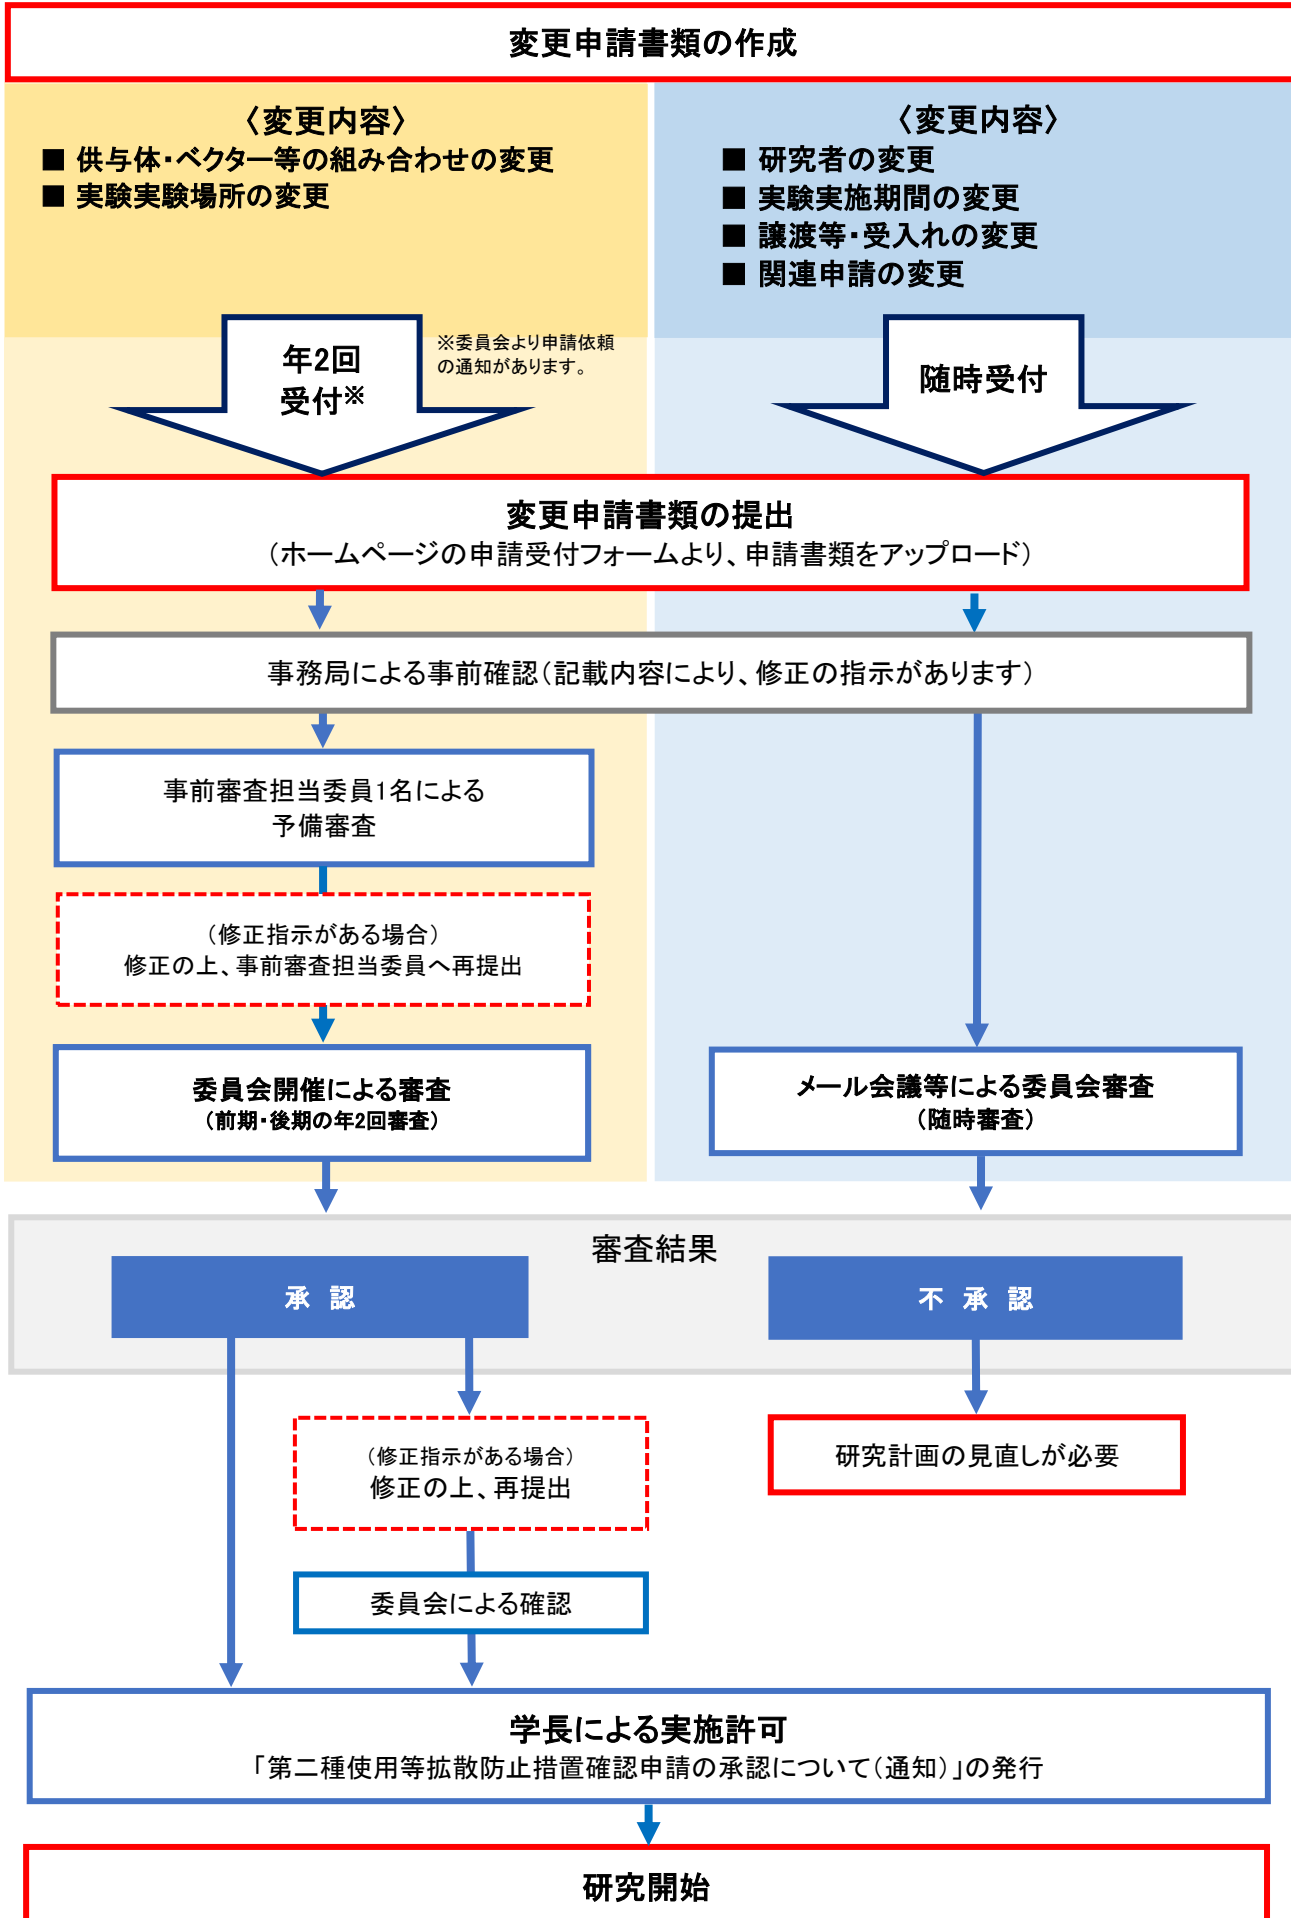 変更申請書類の作成
〈変更内容〉
■ 供与体・ベクター等の組み合わせの変更
■ 実験実験場所の変更
〈変更内容〉
■ 研究者の変更
■ 実験実施期間の変更
■ 譲渡等・受入れの変更
■ 関連申請の変更
年2回
受付※
※委員会より申請依頼
の通知があります。
随時受付
変更申請書類の提出
（ホームページの申請受付フォームより、申請書類をアップロード）
事務局による事前確認（記載内容により、修正の指示があります）
事前審査担当委員1名による
予備審査
（修正指示がある場合）
修正の上、事前審査担当委員へ再提出
委員会開催による審査
（前期・後期の年2回審査）
メール会議等による委員会審査
（随時審査）
審査結果
承 認
不 承 認
（修正指示がある場合）
修正の上、再提出
研究計画の見直しが必要
委員会による確認
学長による実施許可
「第二種使用等拡散防止措置確認申請の承認について（通知）」の発行
研究開始